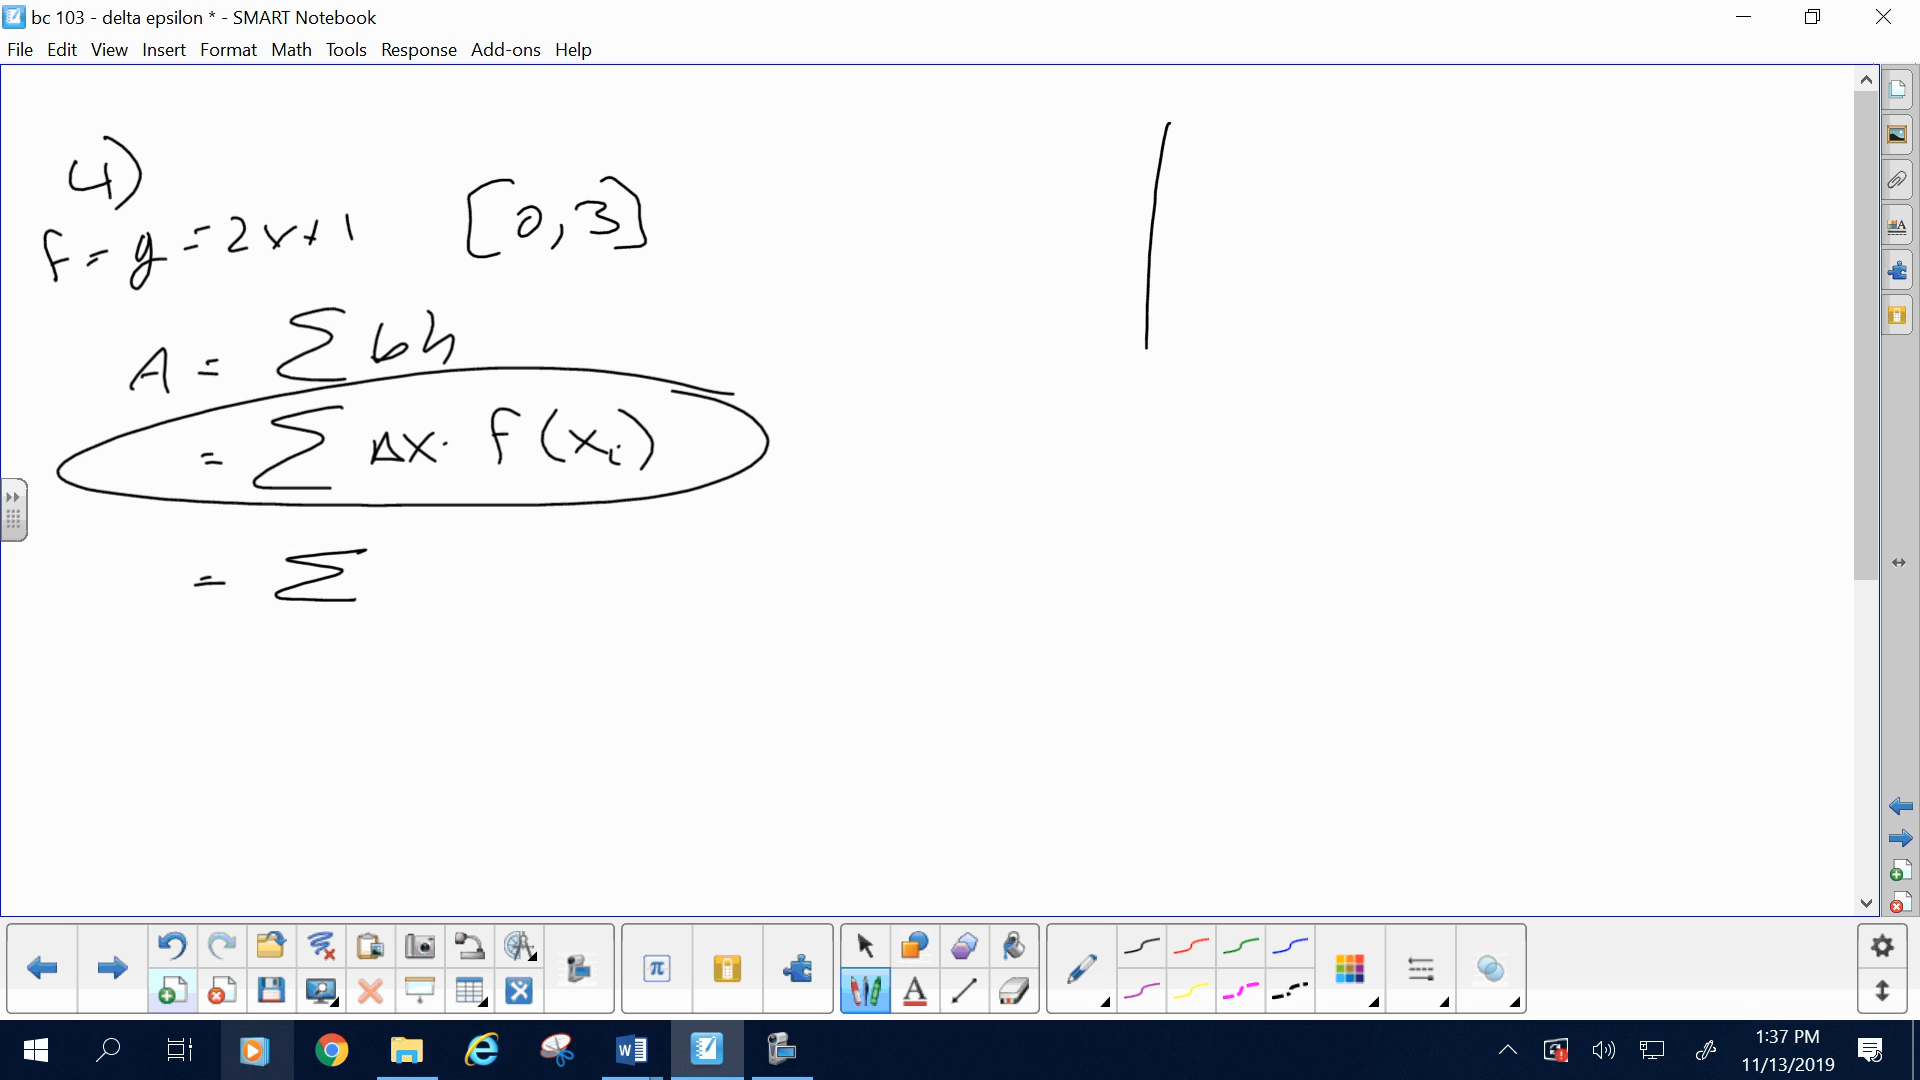 bc 103 - delta epsilon * - SMART Notebook
File Edit View Insert Format Math Tools Response Add-ons Help
4)
f = y = 2x+1 [0,3]
A = Σ bh
= Σ Δx · f(xi)
= Σ
1:37 PM
11/13/2019